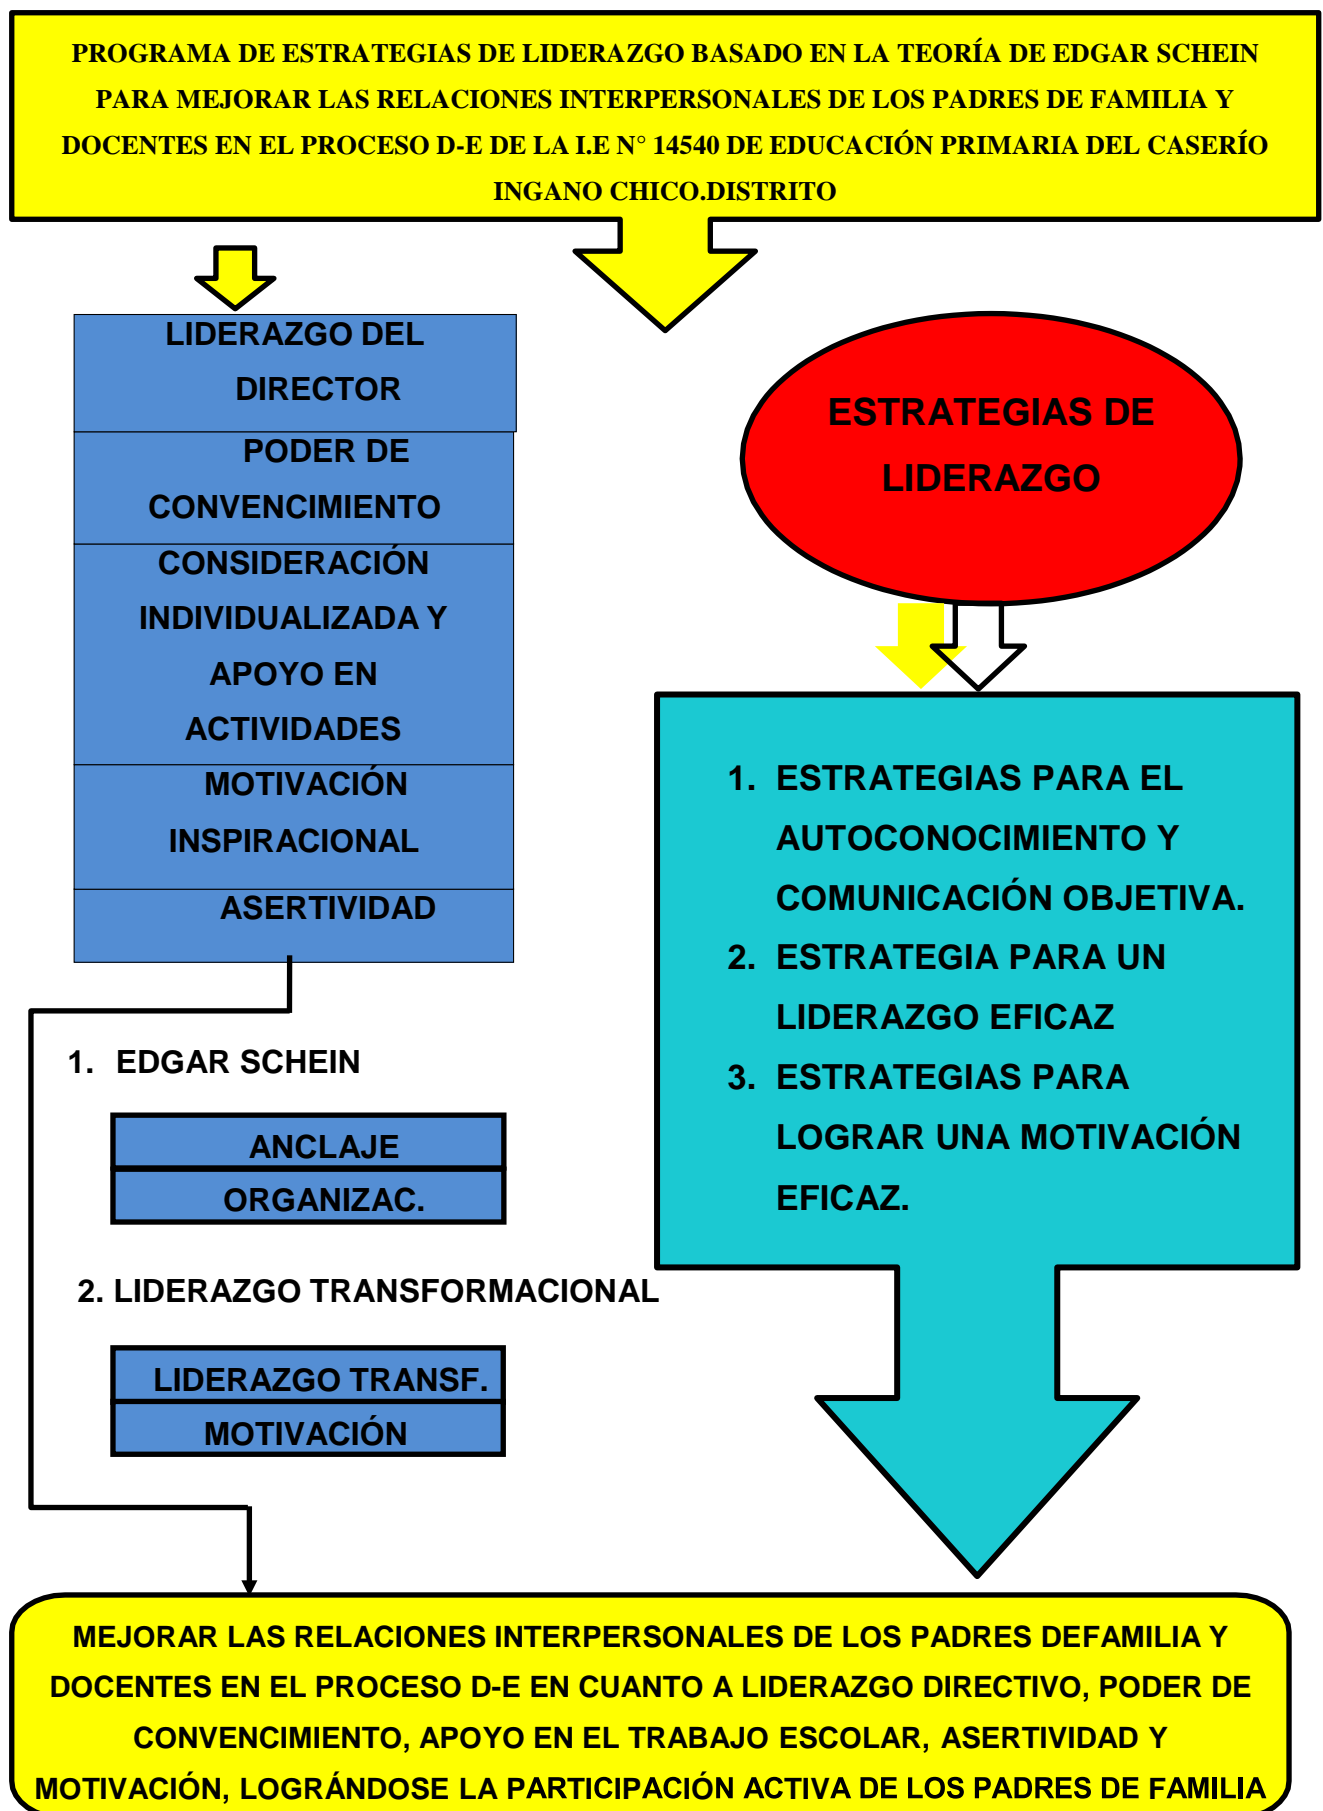 PROGRAMA DE ESTRATEGIAS DE LIDERAZGO BASADO EN LA TEORÍA DE EDGAR SCHEIN
PARA MEJORAR LAS RELACIONES INTERPERSONALES DE LOS PADRES DE FAMILIA Y
DOCENTES EN EL PROCESO D-E DE LA I.E N° 14540 DE EDUCACIÓN PRIMARIA DEL CASERÍO
INGANO CHICO.DISTRITO
LIDERAZGO DEL
DIRECTOR
PODER DE
CONVENCIMIENTO
CONSIDERACIÓN
INDIVIDUALIZADA Y
APOYO EN
ACTIVIDADES
MOTIVACIÓN
INSPIRACIONAL
ASERTIVIDAD
1. EDGAR SCHEIN
ANCLAJE
ORGANIZAC.
2. LIDERAZGO TRANSFORMACIONAL
LIDERAZGO TRANSF.
MOTIVACIÓN
ESTRATEGIAS DE
LIDERAZGO
1. ESTRATEGIAS PARA EL
AUTOCONOCIMIENTO Y
COMUNICACIÓN OBJETIVA.
2. ESTRATEGIA PARA UN
LIDERAZGO EFICAZ
3. ESTRATEGIAS PARA
LOGRAR UNA MOTIVACIÓN
EFICAZ.
MEJORAR LAS RELACIONES INTERPERSONALES DE LOS PADRES DEFAMILIA Y
DOCENTES EN EL PROCESO D-E EN CUANTO A LIDERAZGO DIRECTIVO, PODER DE
CONVENCIMIENTO, APOYO EN EL TRABAJO ESCOLAR, ASERTIVIDAD Y
MOTIVACIÓN, LOGRÁNDOSE LA PARTICIPACIÓN ACTIVA DE LOS PADRES DE FAMILIA